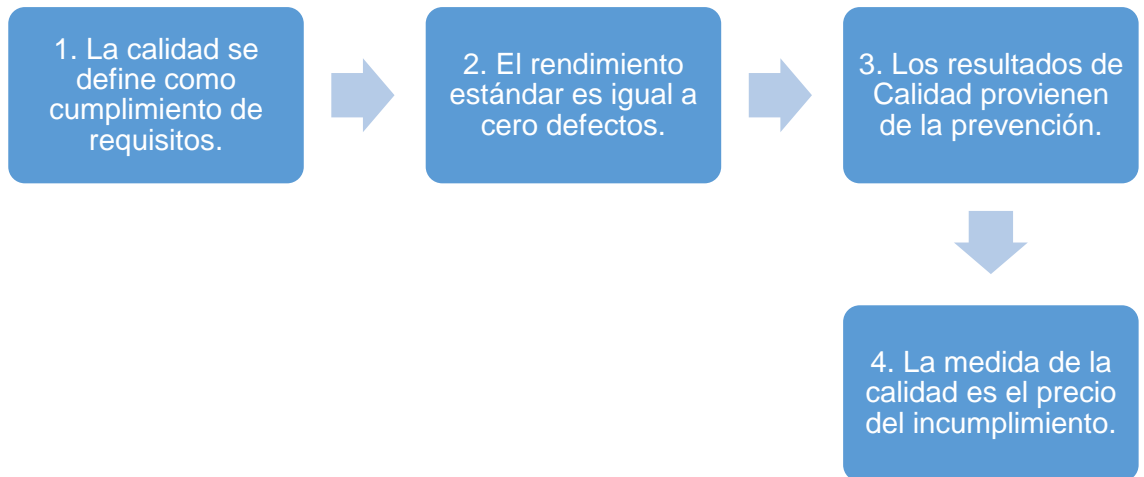 1. La calidad se
define como
cumplimiento de
requisitos.
2. El rendimiento
estándar es igual a
cero defectos.
3. Los resultados de
Calidad provienen
de la prevención.
4. La medida de la
calidad es el precio
del incumplimiento.